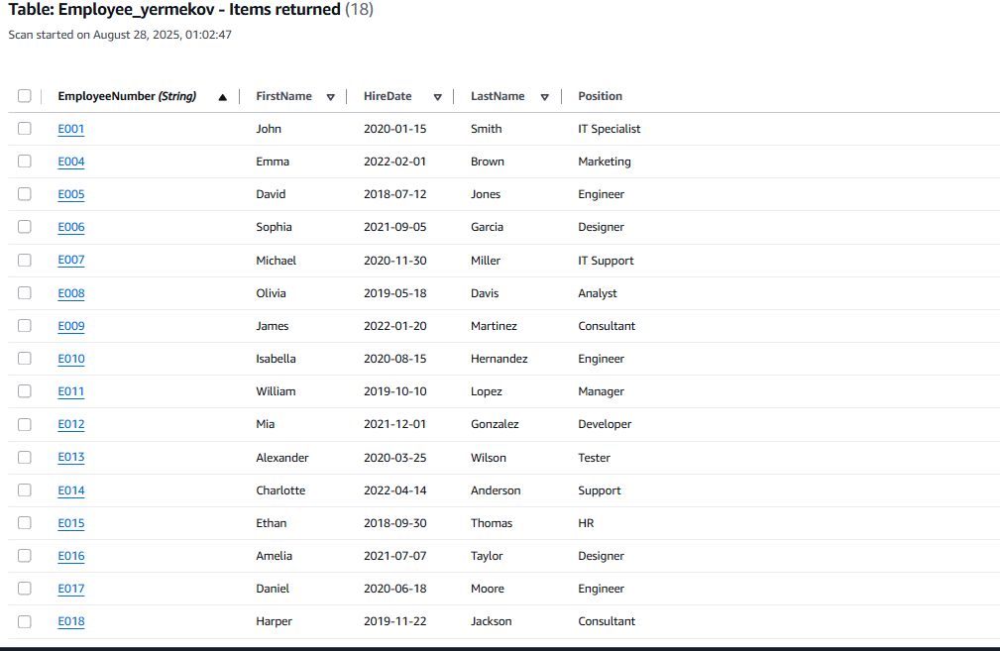 Table: Employee_yermekov - Items returned (18)
Scan started on August 28, 2025, 01:02:47
EmployeeNumber (String) FirstName HireDate LastName Position
E001 John 2020-01-15 Smith IT Specialist
E004 Emma 2022-02-01 Brown Marketing
E005 David 2018-07-12 Jones Engineer
E006 Sophia 2021-09-05 Garcia Designer
E007 Michael 2020-11-30 Miller IT Support
E008 Olivia 2019-05-18 Davis Analyst
E009 James 2022-01-20 Martinez Consultant
E010 Isabella 2020-08-15 Hernandez Engineer
E011 William 2019-10-10 Lopez Manager
E012 Mia 2021-12-01 Gonzalez Developer
E013 Alexander 2020-03-25 Wilson Tester
E014 Charlotte 2022-04-14 Anderson Support
E015 Ethan 2018-09-30 Thomas HR
E016 Amelia 2021-07-07 Taylor Designer
E017 Daniel 2020-06-18 Moore Engineer
E018 Harper 2019-11-22 Jackson Consultant